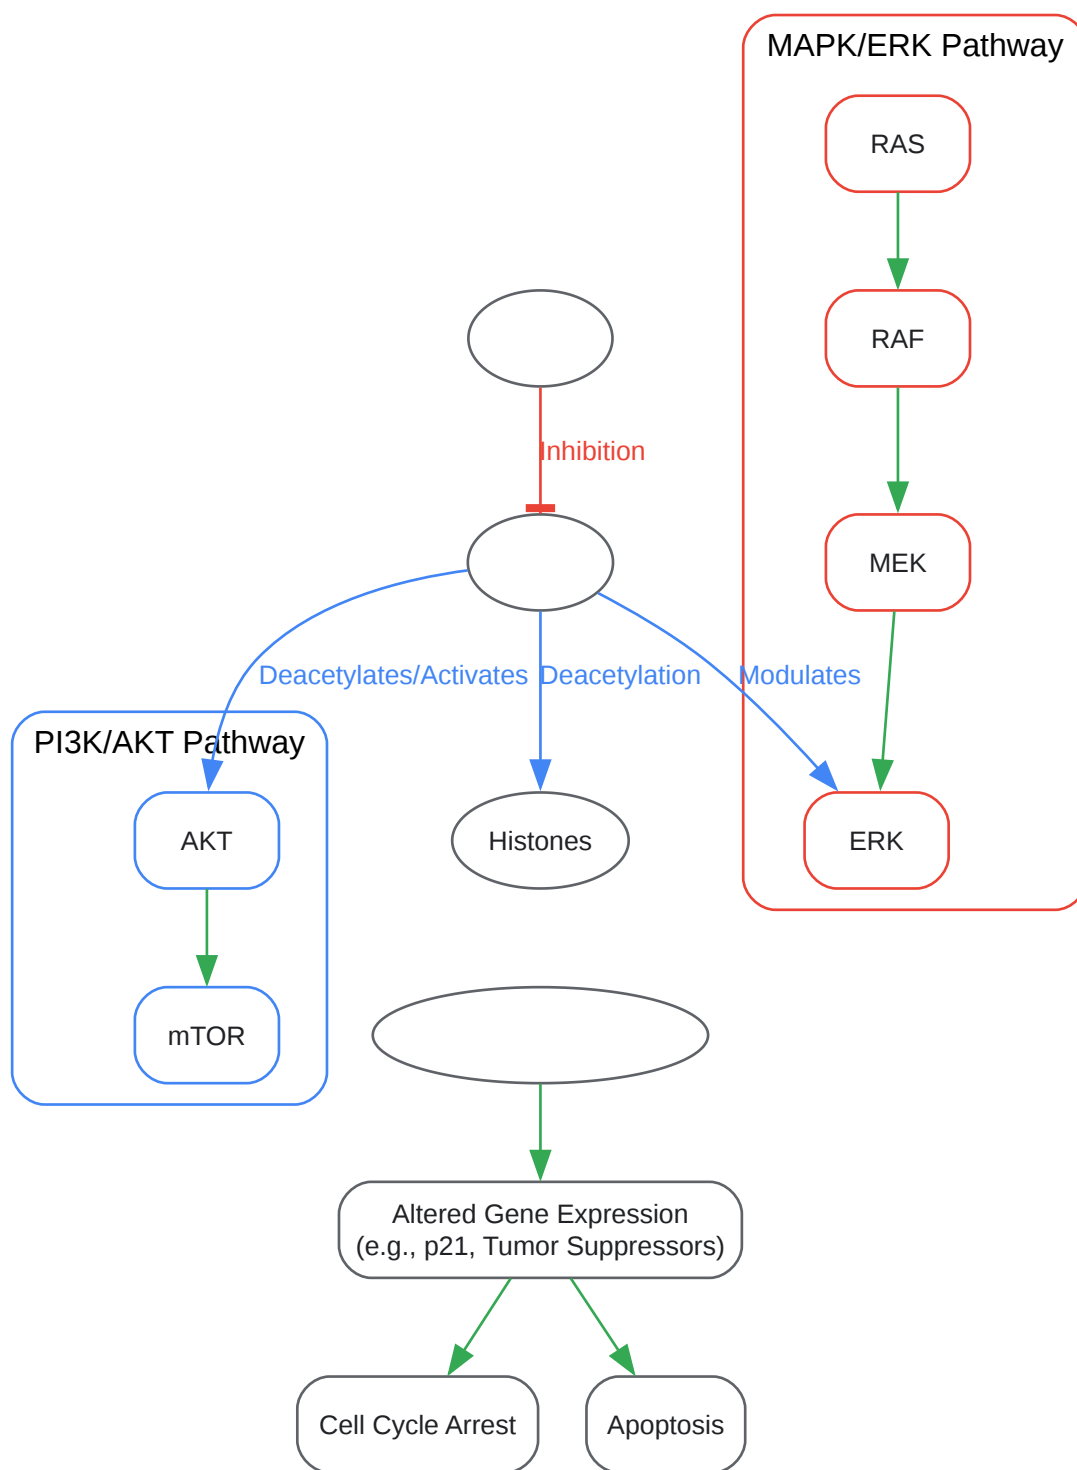 MAPK/ERK Pathway
RAS
RAF
Inhibition
MEK
Deacetylates/Activates
Deacetylation
Modulates
PI3K/AKT Pathway
AKT
Histones
ERK
mTOR
Altered Gene Expression
(e.g., p21, Tumor Suppressors)
Cell Cycle Arrest
Apoptosis